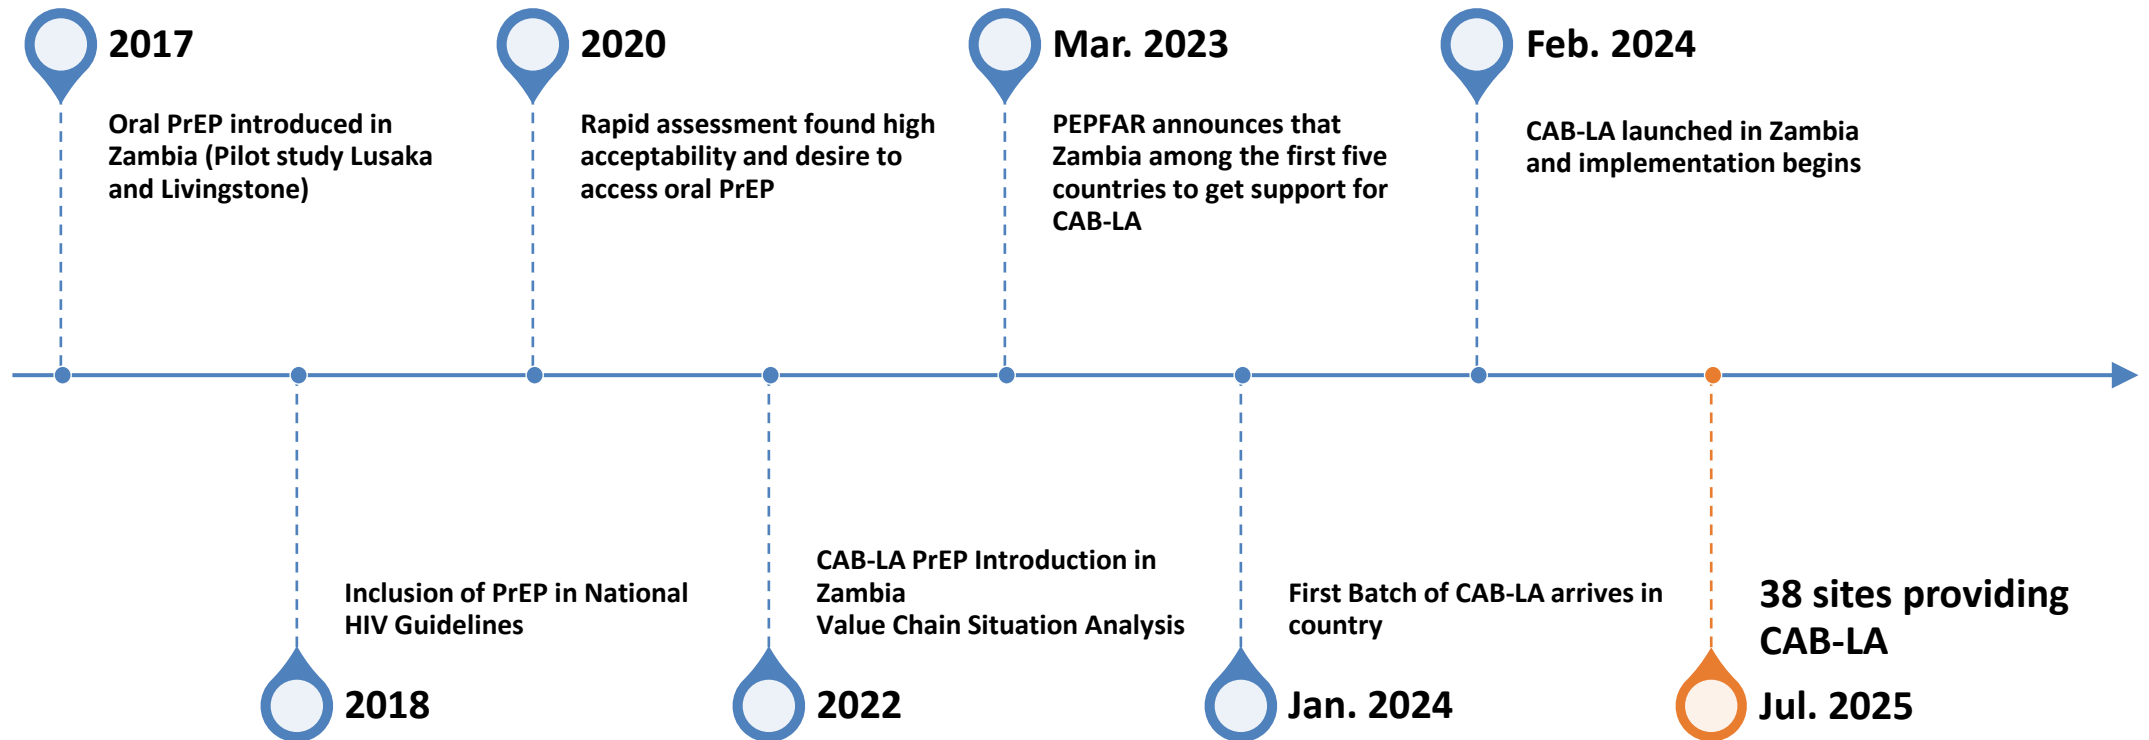 2017
Oral PrEP introduced in
Zambia (Pilot study Lusaka
and Livingstone)
2020
Rapid assessment found high
acceptability and desire to
access oral PrEP
Mar. 2023
PEPFAR announces that
Zambia among the first five
countries to get support for
CAB-LA
Feb. 2024
CAB-LA launched in Zambia
and implementation begins
Inclusion of PrEP in National
HIV Guidelines
2018
CAB-LA PrEP Introduction in
Zambia
Value Chain Situation Analysis
2022
First Batch of CAB-LA arrives in
country
Jan. 2024
38 sites providing
CAB-LA
Jul. 2025